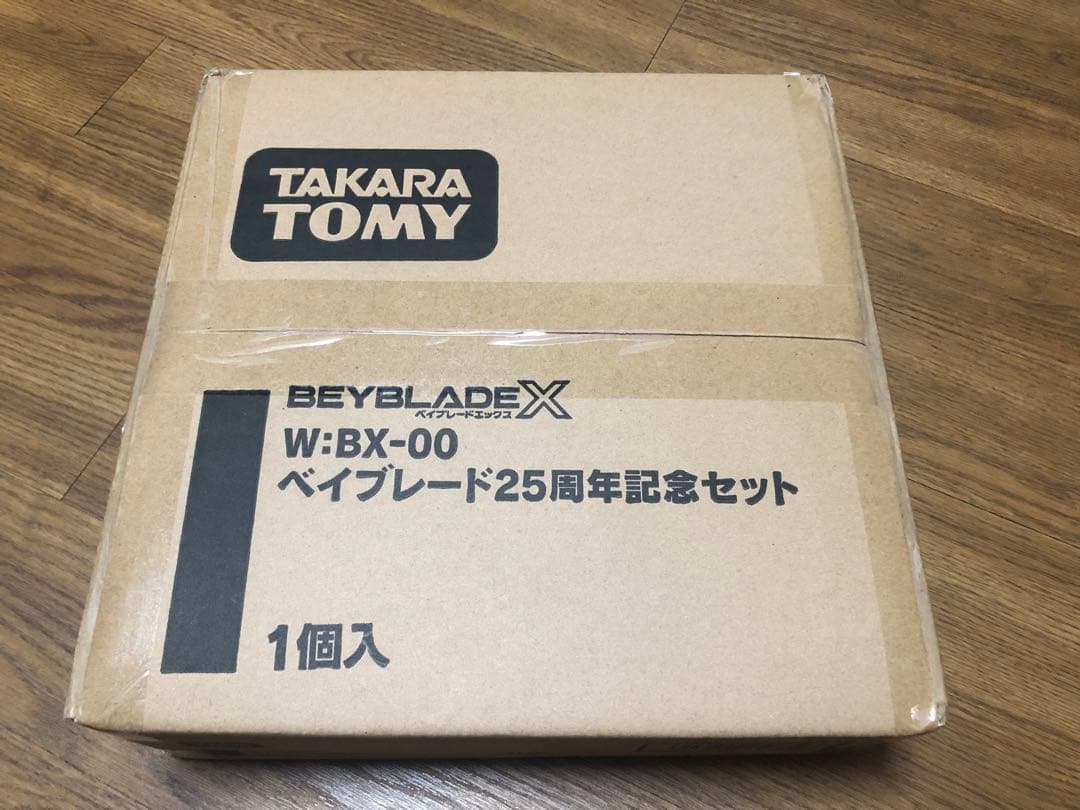 TAKARA
TOMY
BEYBLADE X
ベイブレードエックス
W:BX-00
ベイブレード25周年記念セット
1個入